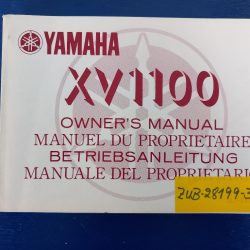 YAMAHA
XV1100
OWNER'S MANUAL
MANUEL DU PROPRIETAIRE
BETRIEBSANLEITUNG
MANUALE DEL PROPRIETARIO
ZUB-28199-3